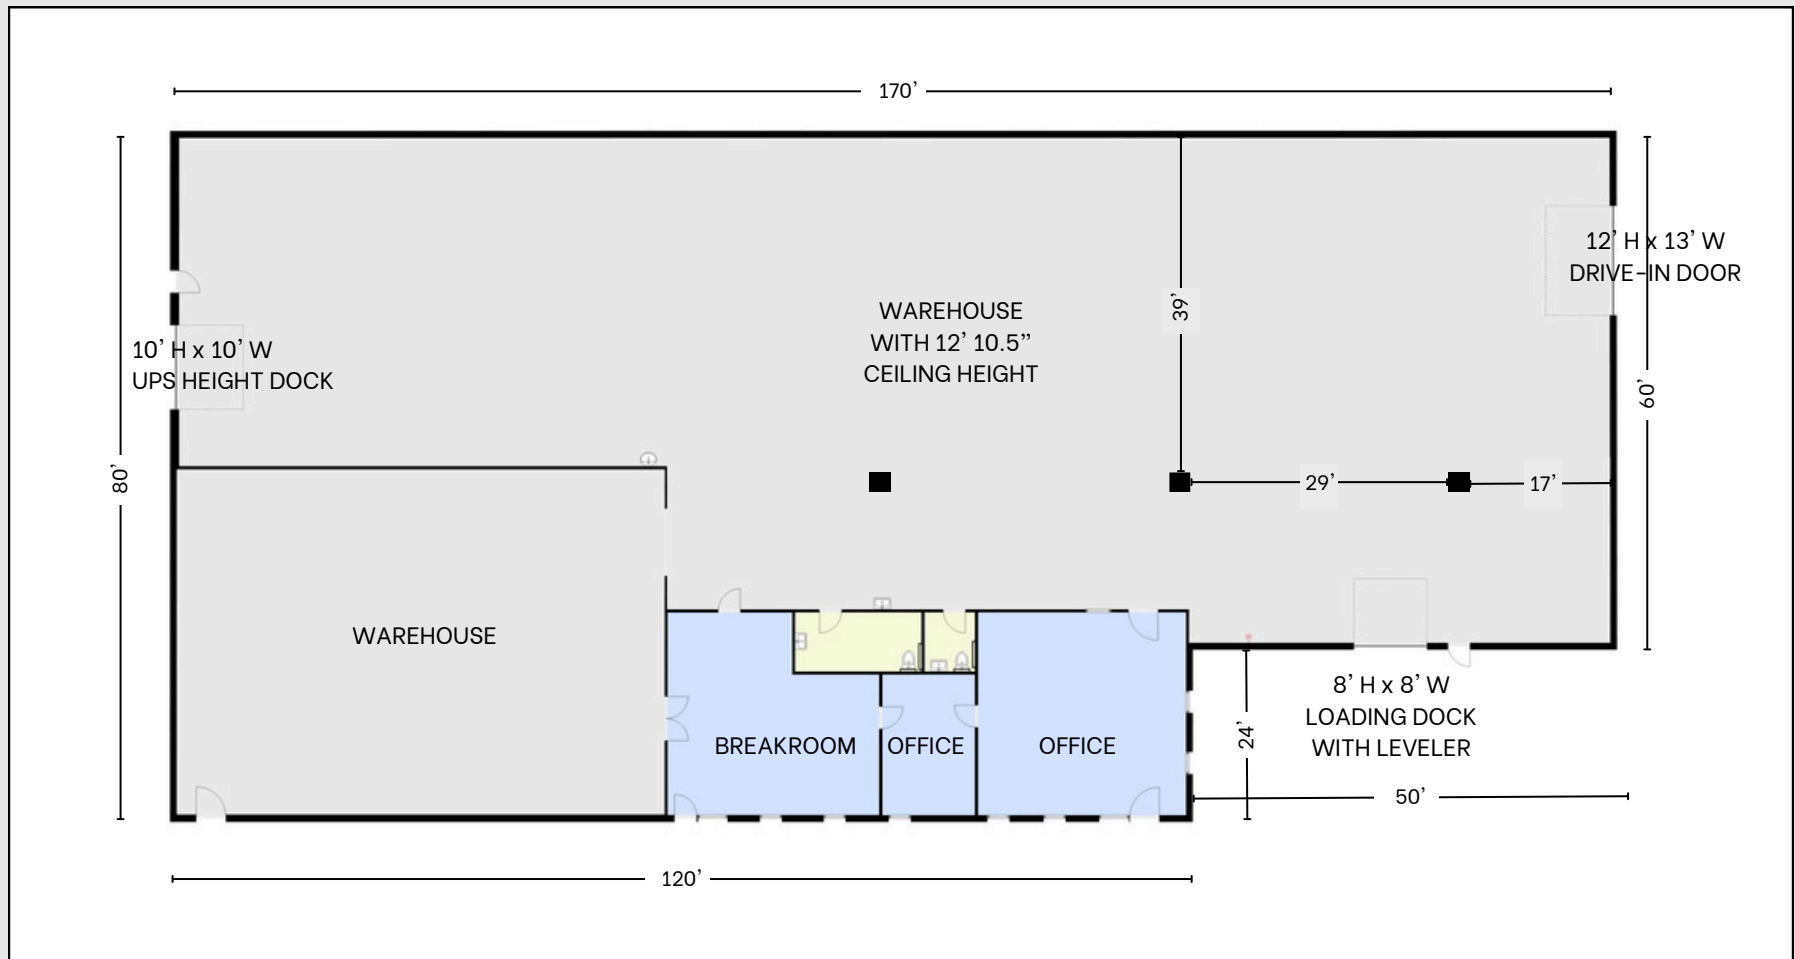 170’
12’ H x 13’ W
DRIVE-IN DOOR
39’
WAREHOUSE
WITH 12’ 10.5”
CEILING HEIGHT
10’ H x 10’ W
UPS HEIGHT DOCK
60’
80’
29’
17’
WAREHOUSE
BREAKROOM
OFFICE
OFFICE
8’ H x 8’ W
LOADING DOCK
WITH LEVELER
24’
50’
120’